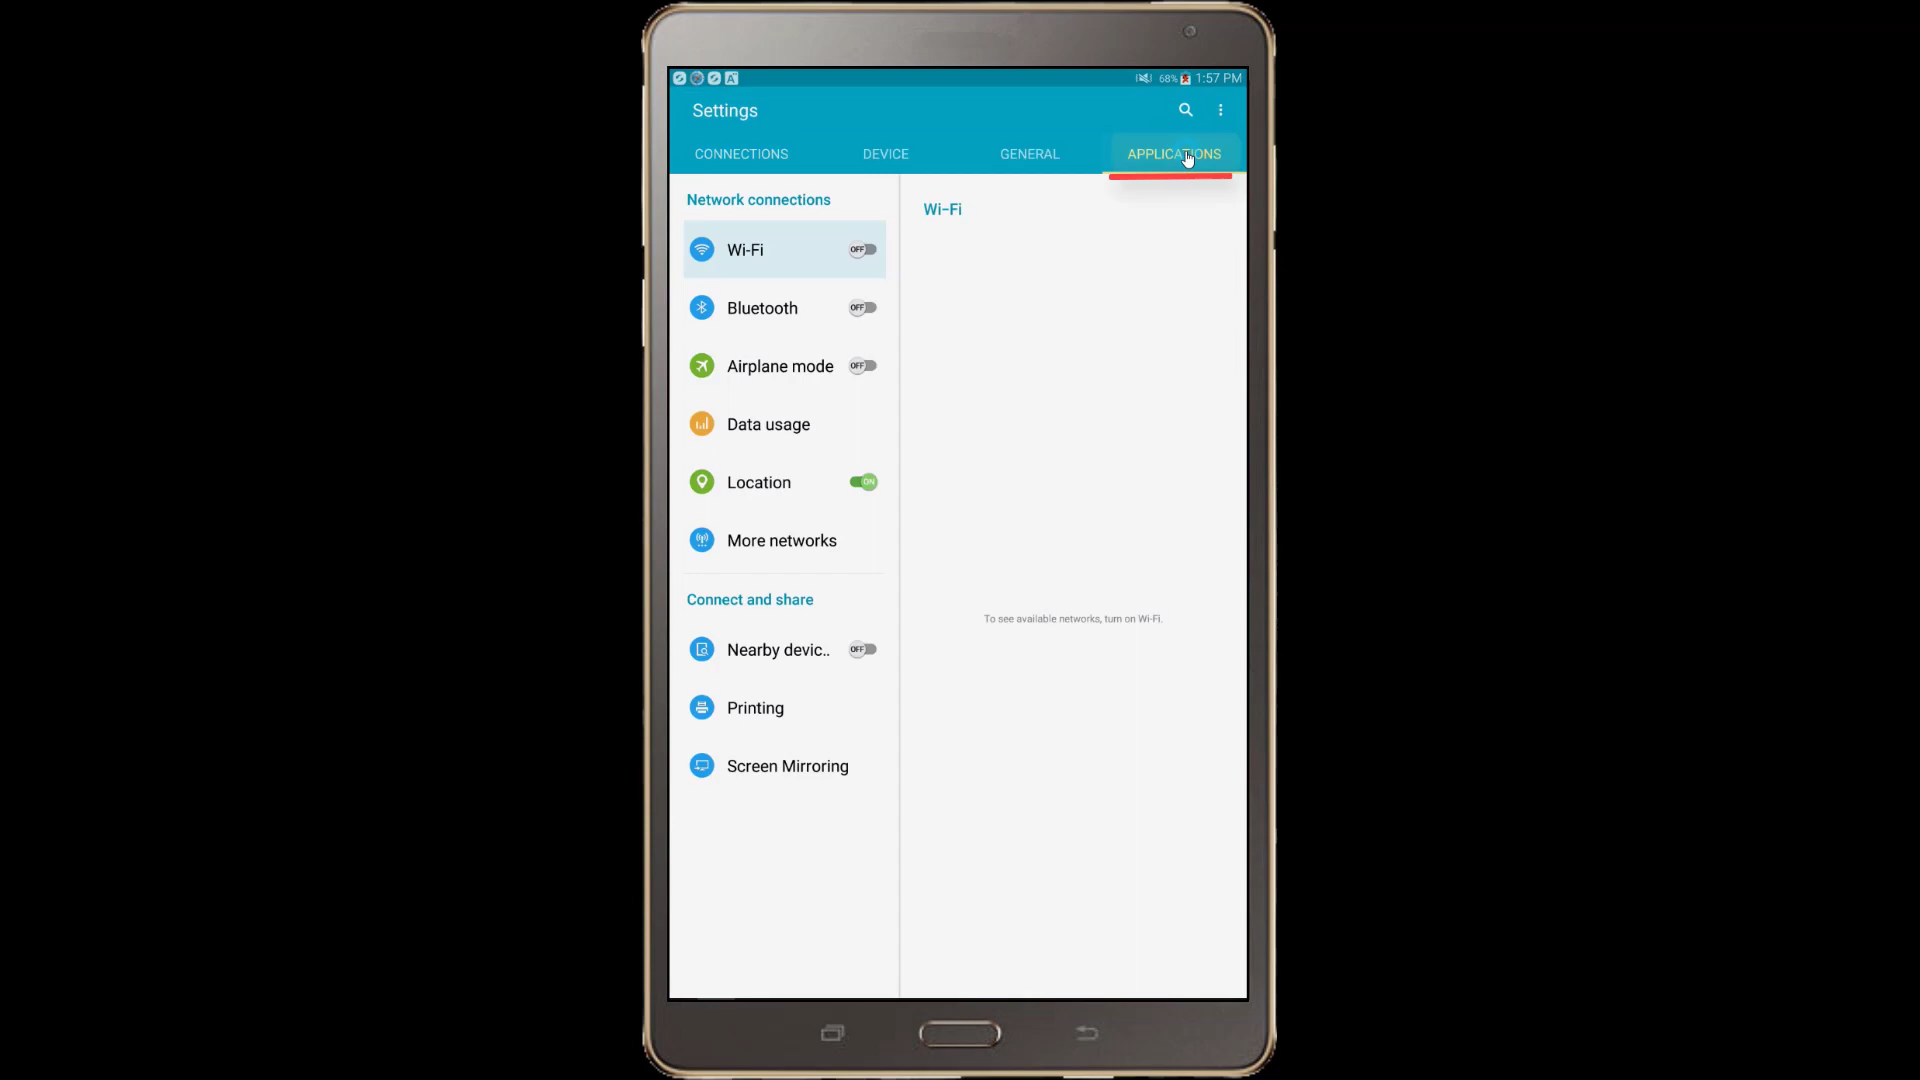 68% 1:57 PM
Settings
CONNECTIONS DEVICE GENERAL APPLICATIONS
Network connections
Wi-Fi
Wi-Fi OFF
Bluetooth OFF
Airplane mode OFF
Data usage
Location ON
More networks
Connect and share
To see available networks, turn on Wi-Fi.
Nearby devic.. OFF
Printing
Screen Mirroring